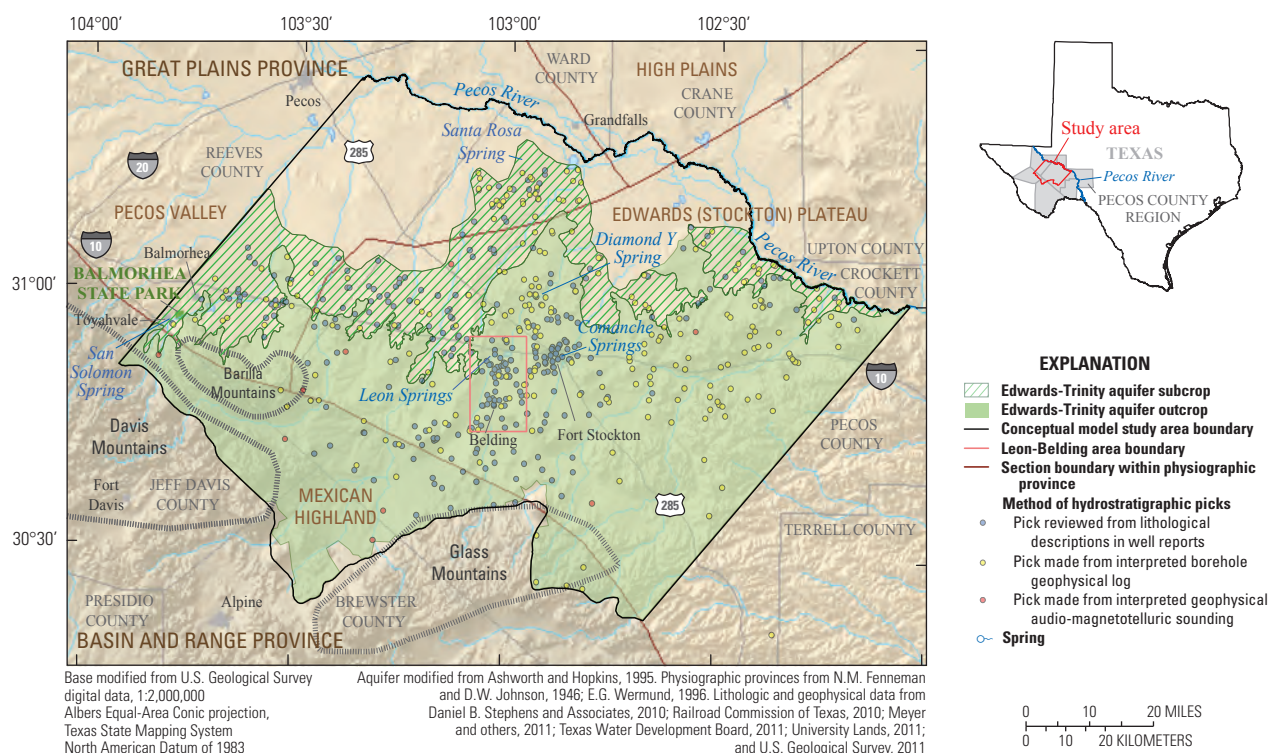 104°00' 103°30' 103°00' 102°30'
GREAT PLAINS PROVINCE
WARD
COUNTY
HIGH PLAINS
Pecos
Pecos River
CRANE
COUNTY
Grandfalls
Santa Rosa
Spring
285
20
REEVES
COUNTY
PECOS VALLEY
EDWARDS (STOCKTON) PLATEAU
10
Balmorhea
Diamond Y
Spring
UPTON COUNTY
Pecos River
CROCKETT
COUNTY
31°00'
BALMORHEA
STATE PARK
Toyahvale
Comanche
Springs
San
Solomon
Spring
Barilla
Mountains
Leon Springs
10
Davis
Mountains
Belding
Fort Stockton
PECOS
COUNTY
Fort
Davis
JEFF DAVIS
COUNTY
MEXICAN
HIGHLAND
285
TERRELL COUNTY
30°30'
Glass
Mountains
PRESIDIO
COUNTY
Alpine
BREWSTER
COUNTY
BASIN AND RANGE PROVINCE
Base modified from U.S. Geological Survey
digital data, 1:2,000,000
Albers Equal-Area Conic projection,
Texas State Mapping System
North American Datum of 1983
Aquifer modified from Ashworth and Hopkins, 1995. Physiographic provinces from N.M. Fenneman
and D.W. Johnson, 1946; E.G. Wermund, 1996. Lithologic and geophysical data from
Daniel B. Stephens and Associates, 2010; Railroad Commission of Texas, 2010; Meyer
and others, 2011; Texas Water Development Board, 2011; University Lands, 2011;
and U.S. Geological Survey, 2011
Study area
TEXAS
Pecos River
PECOS COUNTY
REGION
EXPLANATION
Edwards-Trinity aquifer subcrop
Edwards-Trinity aquifer outcrop
Conceptual model study area boundary
Leon-Belding area boundary
Section boundary within physiographic
province
Method of hydrostratigraphic picks
Pick reviewed from lithological
descriptions in well reports
Pick made from interpreted borehole
geophysical log
Pick made from interpreted geophysical
audio-magnetotelluric sounding
Spring
0 10 20 MILES
0 10 20 KILOMETERS